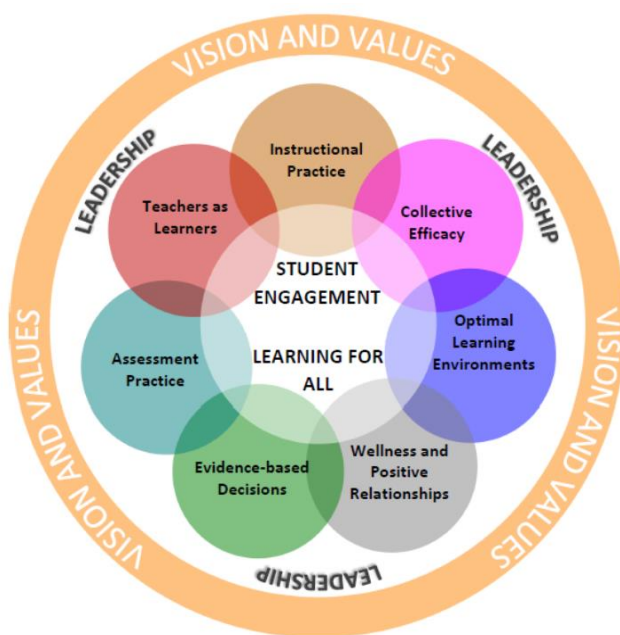 VISION AND VALUES
LEADERSHIP
LEADERSHIP
Instructional
Practice
Teachers as
Learners
Collective
Efficacy
STUDENT
ENGAGEMENT
LEARNING FOR
ALL
Optimal
Learning
Environments
Assessment
Practice
Wellness and
Positive
Relationships
Evidence-based
Decisions
VISION AND VALUES
VISION AND VALUES
LEADERSHIP